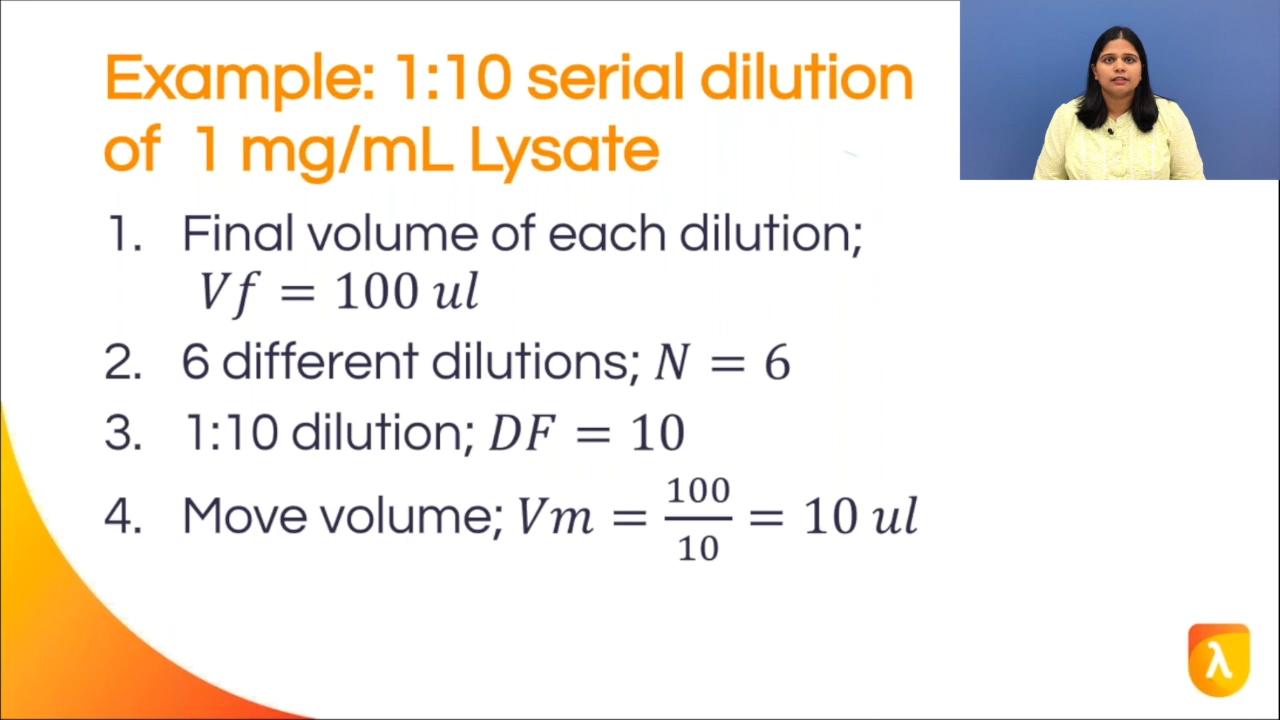 Example: 1:10 serial dilution
of 1 mg/mL Lysate
1. Final volume of each dilution;
Vf = 100 ul
2. 6 different dilutions; N = 6
3. 1:10 dilution; DF = 10
4. Move volume; Vm = 100/10 = 10 ul
λ